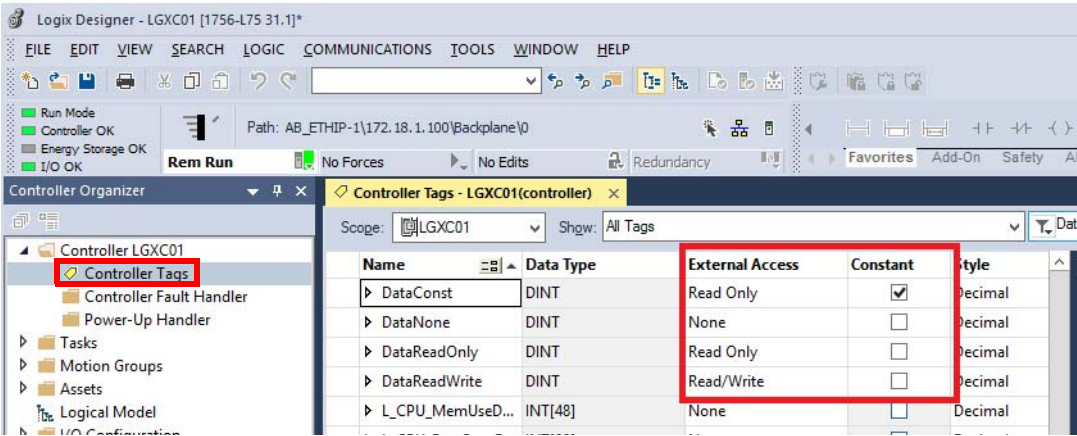 Logix Designer - LGXC01 [1756-L75 31.1]*
FILE EDIT VIEW SEARCH LOGIC COMMUNICATIONS TOOLS WINDOW HELP
Run Mode
Controller OK
Energy Storage OK
I/O OK
Path: AB_ETHIP-1\172.18.1.100\Backplane\0
Rem Run No Forces No Edits Redundancy
Favorites Add-On Safety
Controller Organizer
Controller Tags - LGXC01(controller)
Scope: LGXC01 Show: All Tags
Controller LGXC01
Controller Tags
Controller Fault Handler
Power-Up Handler
Tasks
Motion Groups
Assets
Logical Model
Name Data Type External Access Constant Style
DataConst DINT Read Only Decimal
DataNone DINT None Decimal
DataReadOnly DINT Read Only Decimal
DataReadWrite DINT Read/Write Decimal
L_CPU_MemUseD... INT[48] None Decimal